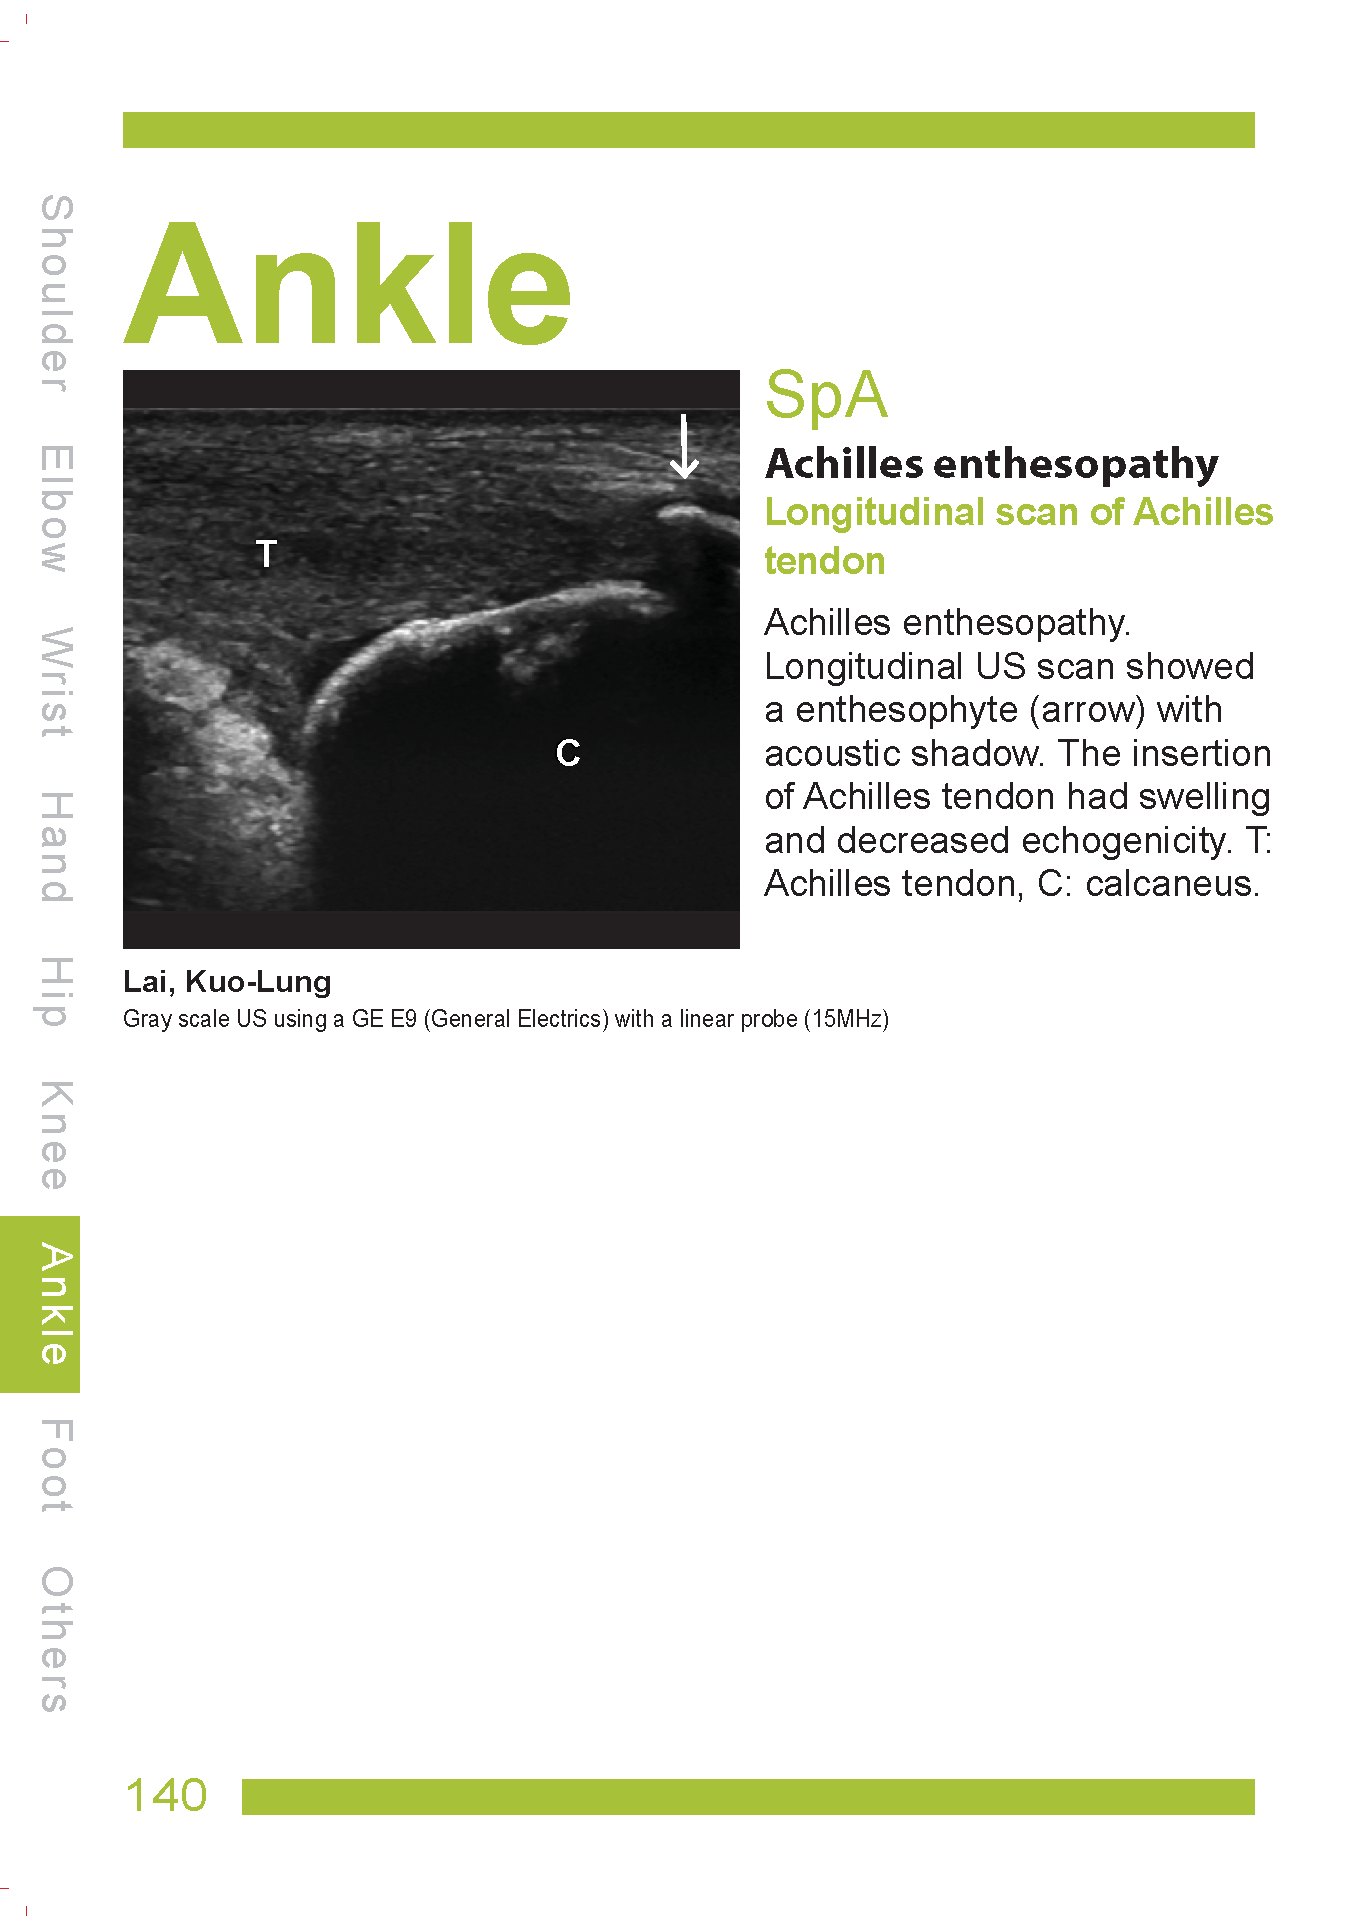 Ankle
T
C
SpA
Achilles enthesopathy
Longitudinal scan of Achilles
tendon
Achilles enthesopathy.
Longitudinal US scan showed
a enthesophyte (arrow) with
acoustic shadow. The insertion
of Achilles tendon had swelling
and decreased echogenicity. T:
Achilles tendon, C: calcaneus.
Lai, Kuo-Lung
Gray scale US using a GE E9 (General Electrics) with a linear probe (15MHz)
Shoulder
Elbow
Wrist
Hand
Hip
Knee
Ankle
Foot
Others
140